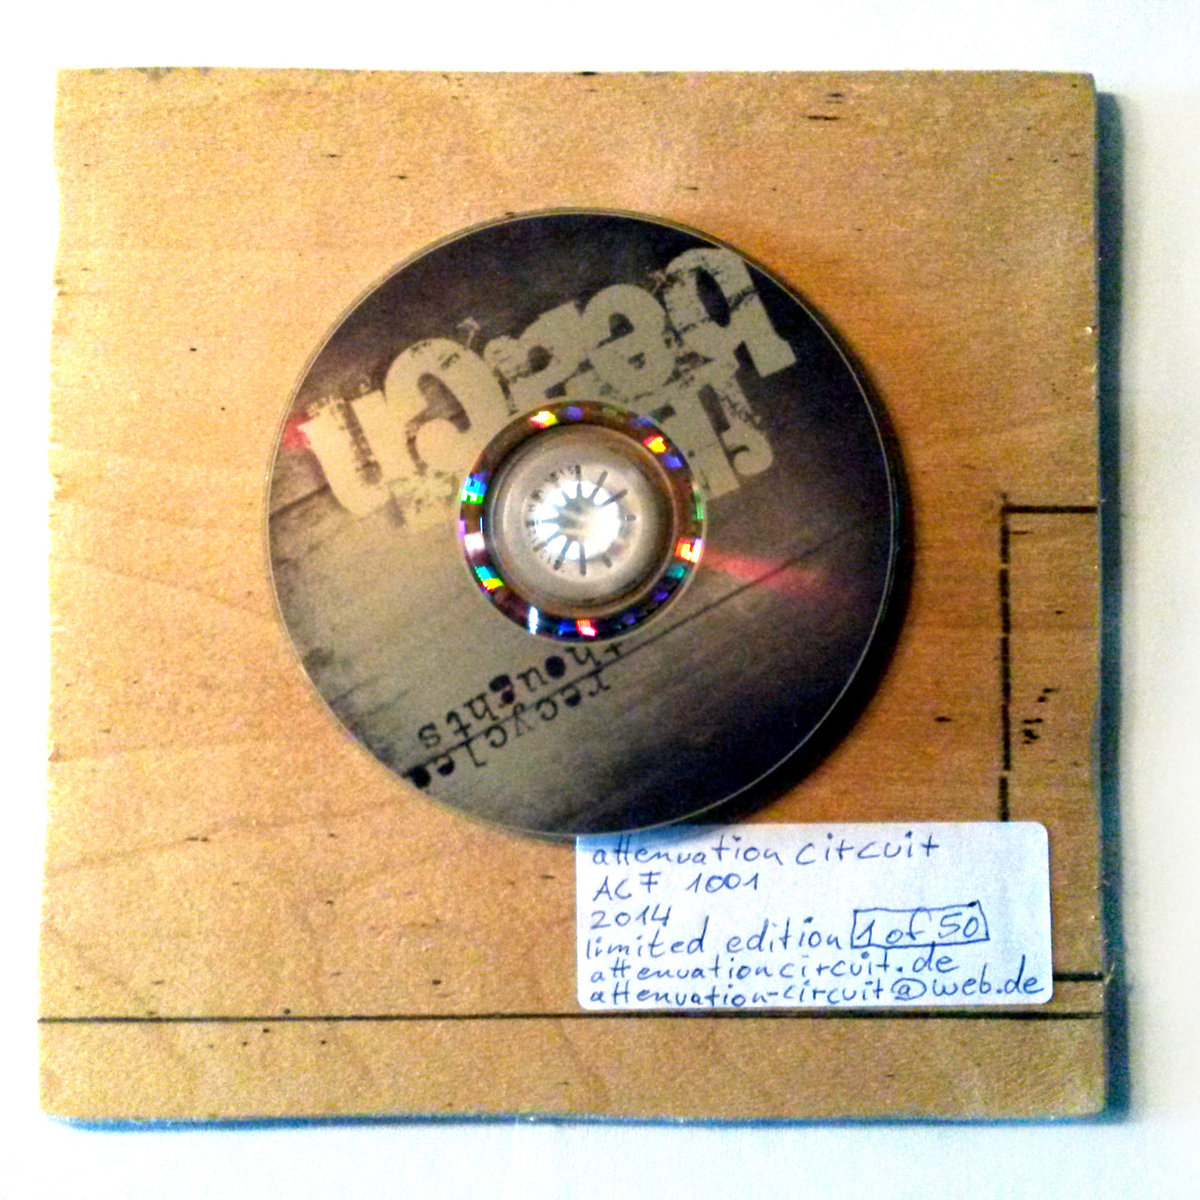 recycled
thoughts
attenuation circuit
ACF 1001
2014
limited edition 1 of 50
attenuationcircuit.de
attenuation-circuit@web.de